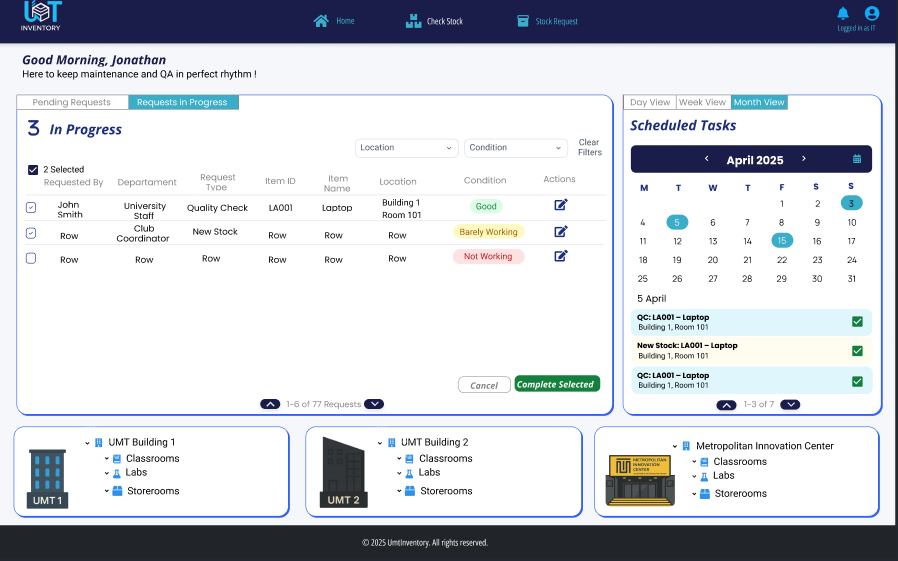 UBT
INVENTORY
Home
Check Stock
Stock Request
Logged In as IT
Good Morning, Jonathan
Here to keep maintenance and QA in perfect rhythm !
Pending Requests
Requests in Progress
3 In Progress
Location
Condition
Clear
Filters
2 Selected
Requested By
Departament
Request
Type
Item ID
Item
Name
Location
Condition
Actions
John
Smith
University
Staff
Quality Check
LA001
Laptop
Building 1
Room 101
Good
Row
Club
Coordinator
New Stock
Row
Row
Row
Barely Working
Row
Row
Row
Row
Row
Row
Not Working
Cancel
Complete Selected
1-6 of 77 Requests
Day View
Week View
Month View
Scheduled Tasks
April 2025
M T W T F S S
1 2 3
4 5 6 7 8 9 10
11 12 13 14 15 16 17
18 19 20 21 22 23 24
25 26 27 28 29 30 31
5 April
QC: LA001 – Laptop
Building 1, Room 101
New Stock: LA001 – Laptop
Building 1, Room 101
QC: LA001 – Laptop
Building 1, Room 101
1-3 of 7
UMT 1
UMT Building 1
Classrooms
Labs
Storerooms
UMT 2
UMT Building 2
Classrooms
Labs
Storerooms
METROPOLITAN
INNOVATION
CENTER
Metropolitan Innovation Center
Classrooms
Labs
Storerooms
© 2025 UmtInventory. All rights reserved.